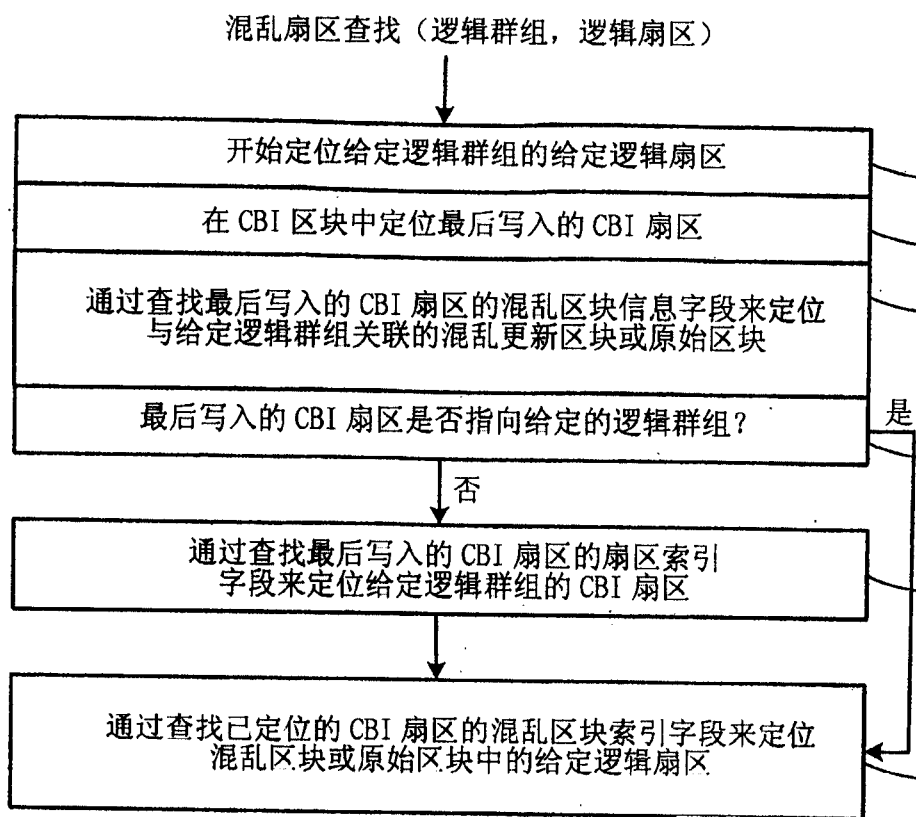 混乱扇区查找（逻辑群组，逻辑扇区）
开始定位给定逻辑群组的给定逻辑扇区
在 CBI 区块中定位最后写入的 CBI 扇区
通过查找最后写入的 CBI 扇区的混乱区块信息字段来定位
与给定逻辑群组关联的混乱更新区块或原始区块
最后写入的 CBI 扇区是否指向给定的逻辑群组？
是
否
通过查找最后写入的 CBI 扇区的扇区索引
字段来定位给定逻辑群组的 CBI 扇区
通过查找已定位的 CBI 扇区的混乱区块索引字段来定位
混乱区块或原始区块中的给定逻辑扇区